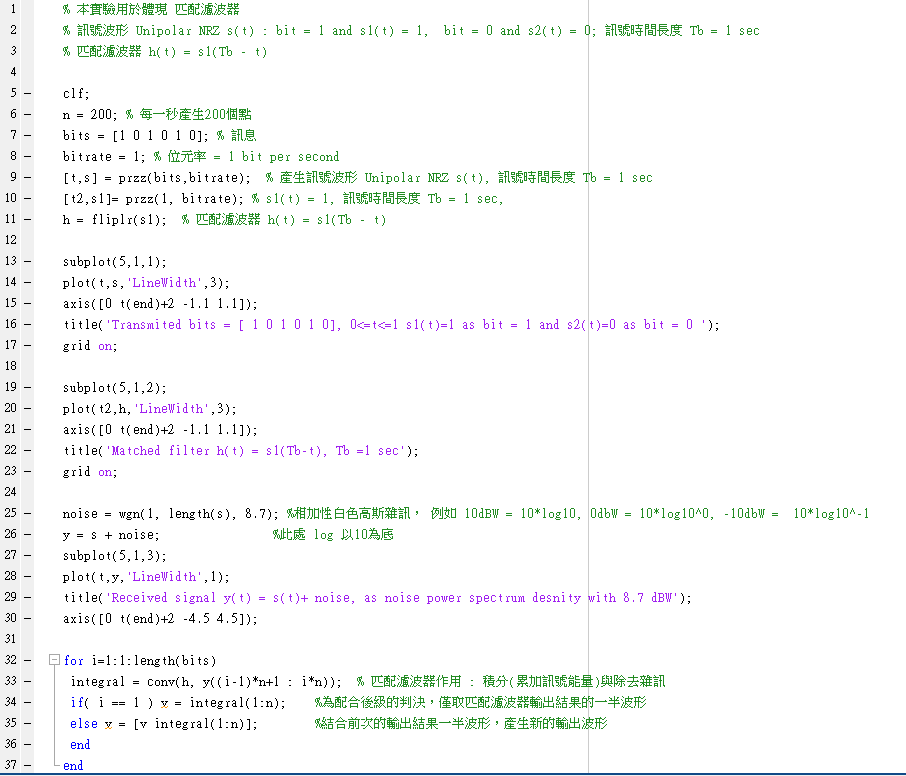 1 % 本實驗用於體現 匹配濾波器
2 % 訊號波形 Unipolar NRZ s(t) : bit = 1 and s1(t) = 1,  bit = 0 and s2(t) = 0; 訊號時間長度 Tb = 1 sec
3 % 匹配濾波器 h(t) = s1(Tb - t)
4
5 – clf;
6 – n = 200; % 每一秒產生200個點
7 – bits = [1 0 1 0 1 0]; % 訊息
8 – bitrate = 1; % 位元率 = 1 bit per second
9 – [t,s] = przz(bits,bitrate);  % 產生訊號波形 Unipolar NRZ s(t), 訊號時間長度 Tb = 1 sec
10 – [t2,s1]= przz(1, bitrate); % s1(t) = 1, 訊號時間長度 Tb = 1 sec,
11 – h = fliplr(s1);  % 匹配濾波器 h(t) = s1(Tb - t)
12
13 – subplot(5,1,1);
14 – plot(t,s,'LineWidth',3);
15 – axis([0 t(end)+2 -1.1 1.1]);
16 – title('Transmited bits = [ 1 0 1 0 1 0], 0<=t<=1 s1(t)=1 as bit = 1 and s2(t)=0 as bit = 0 ');
17 – grid on;
18
19 – subplot(5,1,2);
20 – plot(t2,h,'LineWidth',3);
21 – axis([0 t(end)+2 -1.1 1.1]);
22 – title('Matched filter h(t) = s1(Tb-t), Tb =1 sec');
23 – grid on;
24
25 – noise = wgn(1, length(s), 8.7); %相加性白色高斯雜訊， 例如 10dBW = 10*log10, 0dbW = 10*log10^0, -10dbW =  10*log10^-1
26 – y = s + noise; %此處 log 以10為底
27 – subplot(5,1,3);
28 – plot(t,y,'LineWidth',1);
29 – title('Received signal y(t) = s(t)+ noise, as noise power spectrum desnity with 8.7 dBW');
30 – axis([0 t(end)+2 -4.5 4.5]);
31
32 – for i=1:1:length(bits)
33 – integral = conv(h, y((i-1)*n+1 : i*n));  % 匹配濾波器作用 : 積分(累加訊號能量)與除去雜訊
34 – if( i == 1 ) v = integral(1:n); %為配合後級的判決，僅取匹配濾波器輸出結果的一半波形
35 – else v = [v integral(1:n)]; %結合前次的輸出結果一半波形，產生新的輸出波形
36 – end
37 – end